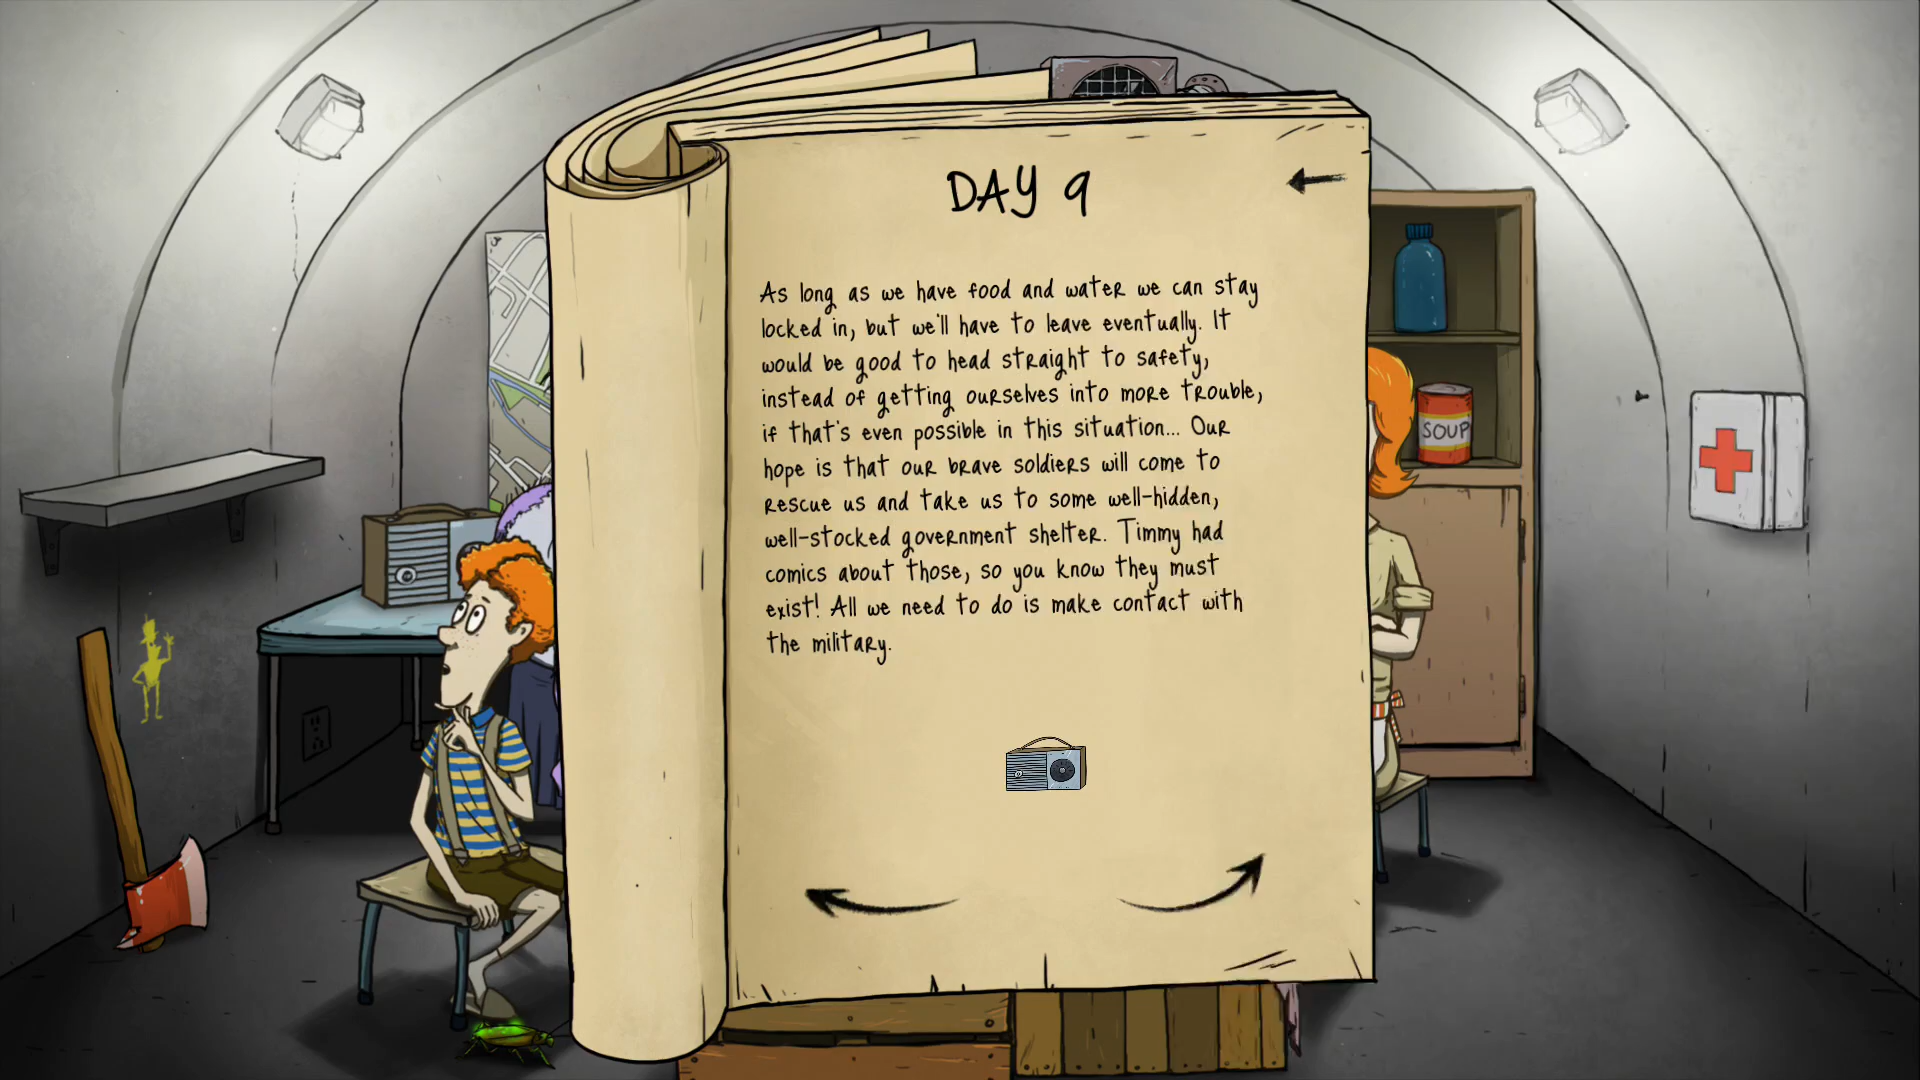 DAY 9
As long as we have food and water we can stay
locked in, but we'll have to leave eventually. It
would be good to head straight to safety,
instead of getting ourselves into more trouble,
if that's even possible in this situation... Our
hope is that our brave soldiers will come to
rescue us and take us to some well-hidden,
well-stocked government shelter. Timmy had
comics about those, so you know they must
exist! All we need to do is make contact with
the military.
SOUP